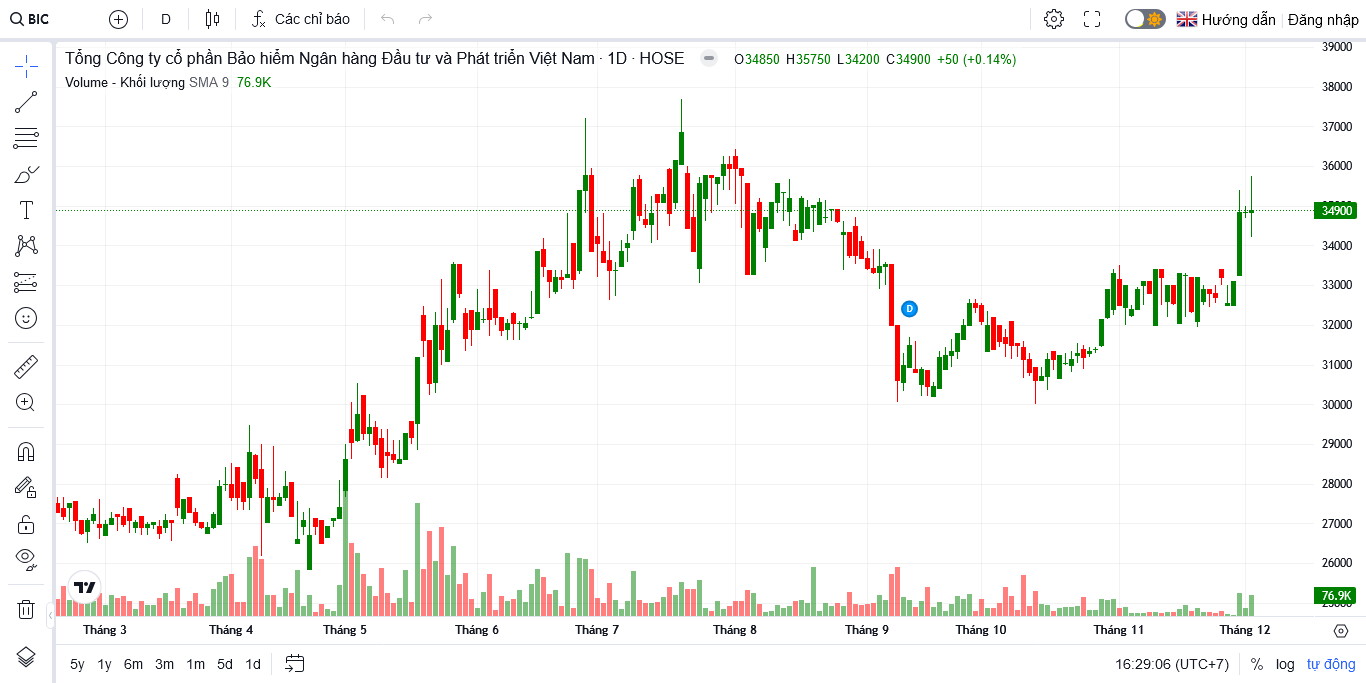 BIC D Các chỉ báo Hướng dẫn Đăng nhập
Tổng Công ty cổ phần Bảo hiểm Ngân hàng Đầu tư và Phát triển Việt Nam · 1D · HOSE O34850 H35750 L34200 C34900 +50 (+0.14%)
Volume - Khối lượng SMA 9 76.9K
39000
38000
37000
36000
34900
34000
33000
D
32000
31000
30000
29000
28000
27000
26000
76.9K
Tháng 3 Tháng 4 Tháng 5 Tháng 6 Tháng 7 Tháng 8 Tháng 9 Tháng 10 Tháng 11 Tháng 12
5y 1y 6m 3m 1m 5d 1d 16:29:06 (UTC+7) % log tự động